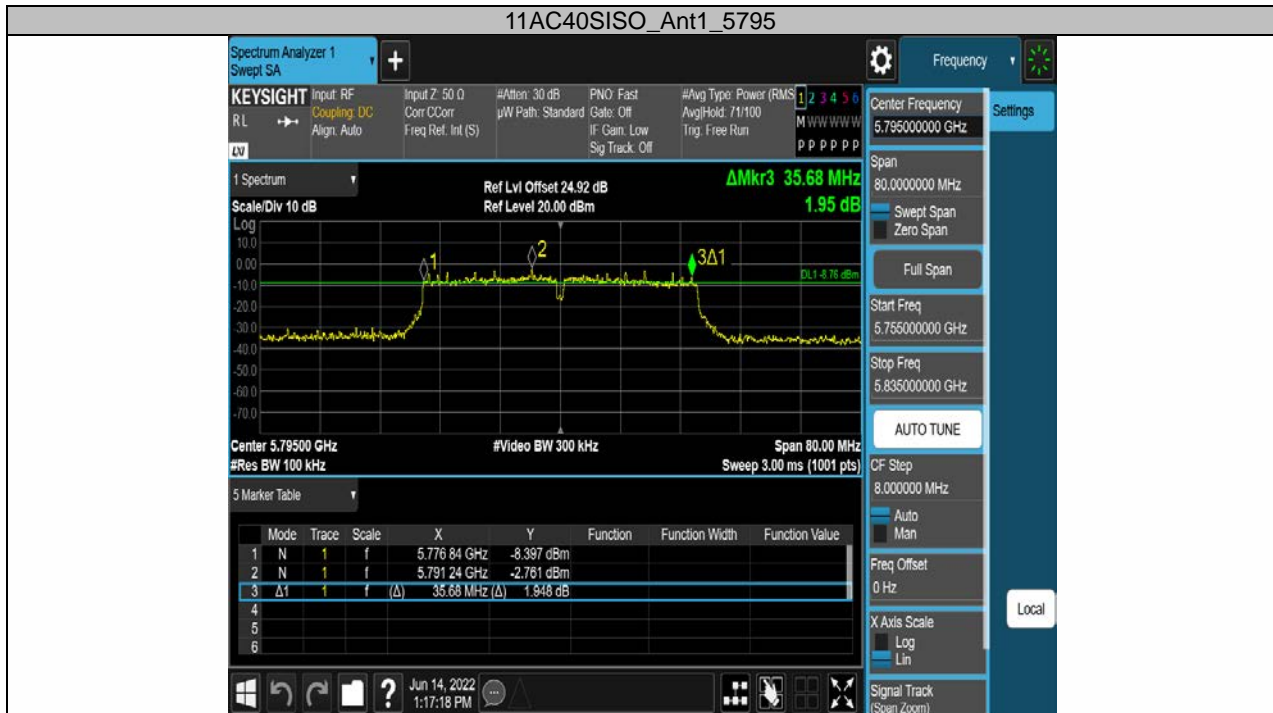 11AC40SISO_Ant1_5795
Spectrum Analyzer 1
Swept SA
+
Frequency
KEYSIGHT
RL
LXI
Input: RF
Coupling: DC
Align: Auto
Input Z: 50 Ω
Corr CCorr
Freq Ref: Int (S)
#Atten: 30 dB
µW Path: Standard
PNO: Fast
Gate: Off
IF Gain: Low
Sig Track: Off
#Avg Type: Power (RMS
Avg|Hold: 71/100
Trig: Free Run
1 2 3 4 5 6
M W W W W W
P P P P P P
1 Spectrum
Scale/Div 10 dB
Ref Lvl Offset 24.92 dB
Ref Level 20.00 dBm
ΔMkr3 35.68 MHz
1.95 dB
Log
10.0
0.00
-10.0
-20.0
-30.0
-40.0
-50.0
-60.0
-70.0
1
2
3Δ1
DL1 -8.76 dBm
Center 5.79500 GHz
#Video BW 300 kHz
Span 80.00 MHz
#Res BW 100 kHz
Sweep 3.00 ms (1001 pts)
5 Marker Table
Mode Trace Scale X Y Function Function Width Function Value
1 N 1 f 5.776 84 GHz -8.397 dBm
2 N 1 f 5.791 24 GHz -2.761 dBm
3 Δ1 1 f (Δ) 35.68 MHz (Δ) 1.948 dB
4
5
6
?
Jun 14, 2022
1:17:18 PM
Center Frequency
5.795000000 GHz
Settings
Span
80.0000000 MHz
Swept Span
Zero Span
Full Span
Start Freq
5.755000000 GHz
Stop Freq
5.835000000 GHz
AUTO TUNE
CF Step
8.000000 MHz
Auto
Man
Freq Offset
0 Hz
X Axis Scale
Log
Lin
Local
Signal Track
(Span Zoom)